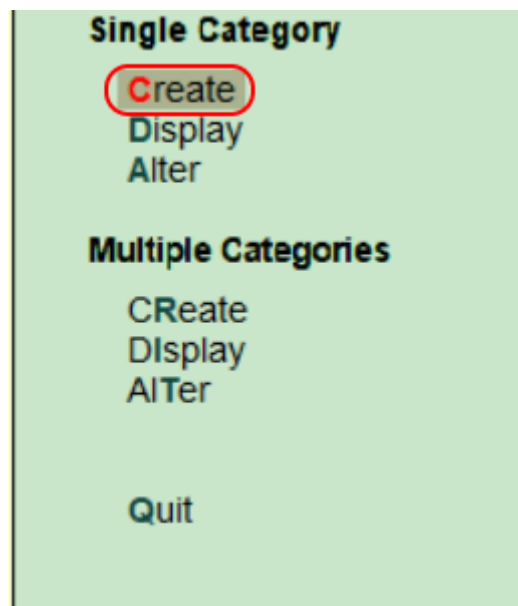 Single Category
Create
Display
Alter
Multiple Categories
CReate
DIsplay
AlTer
Quit